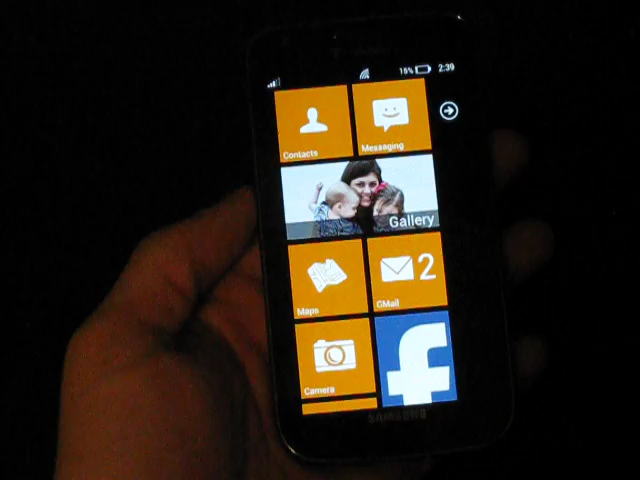 15% 2:39
Contacts
Messaging
Gallery
Maps
2
GMail
Camera
f
SAMSUNG